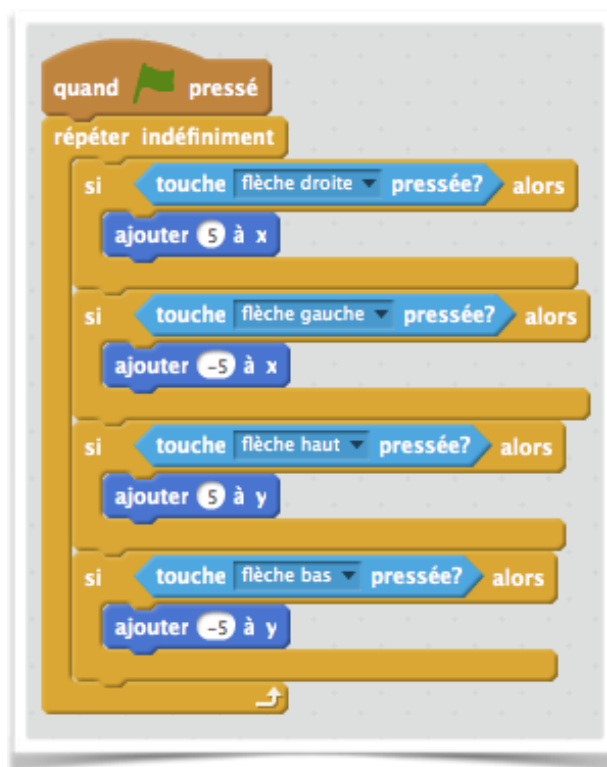 quand pressé
répéter indéfiniment
si touche flèche droite pressée? alors
ajouter 5 à x
si touche flèche gauche pressée? alors
ajouter -5 à x
si touche flèche haut pressée? alors
ajouter 5 à y
si touche flèche bas pressée? alors
ajouter -5 à y